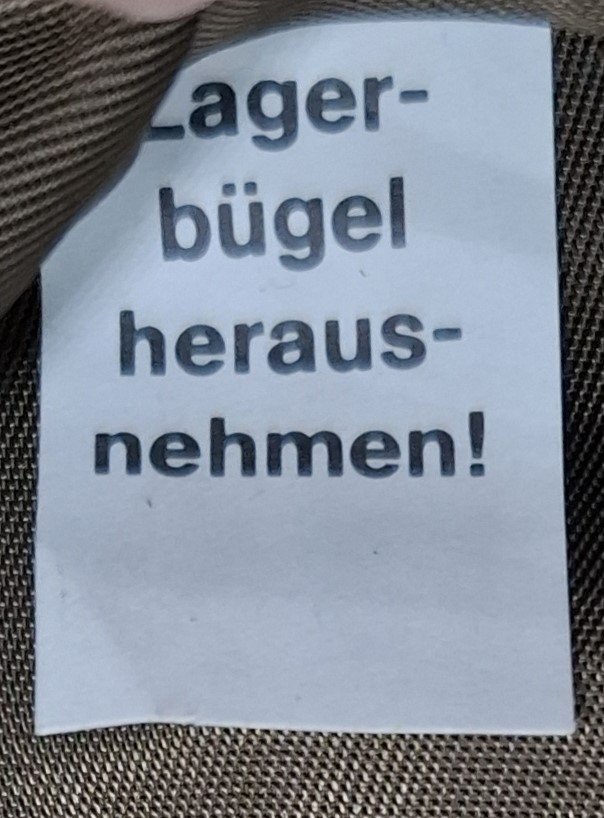 Lager-
bügel
heraus-
nehmen!